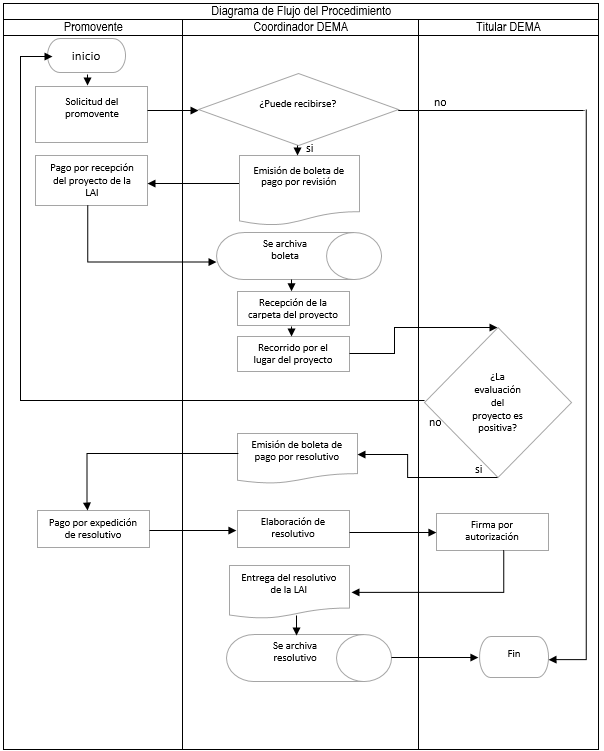 Diagrama de Flujo del Procedimiento
Promovente
Coordinador DEMA
Titular DEMA
inicio
Solicitud del
promovente
¿Puede recibirse?
no
si
Pago por recepción
del proyecto de la
LAI
Emisión de boleta de
pago por revisión
Se archiva
boleta
Recepción de la
carpeta del proyecto
Recorrido por el
lugar del proyecto
¿La
evaluación
del
proyecto es
positiva?
no
si
Emisión de boleta de
pago por resolutivo
Pago por expedición
de resolutivo
Elaboración de
resolutivo
Firma por
autorización
Entrega del resolutivo
de la LAI
Se archiva
resolutivo
Fin